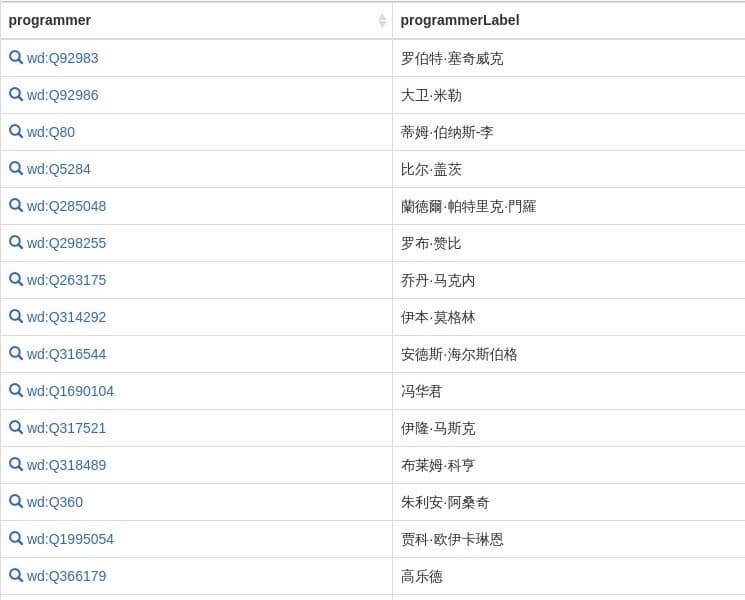 programmer programmerLabel
wd:Q92983 罗伯特·塞奇威克
wd:Q92986 大卫·米勒
wd:Q80 蒂姆·伯纳斯-李
wd:Q5284 比尔·盖茨
wd:Q285048 蘭德爾·帕特里克·門羅
wd:Q298255 罗布·赞比
wd:Q263175 乔丹·马克内
wd:Q314292 伊本·莫格林
wd:Q316544 安德斯·海尔斯伯格
wd:Q1690104 冯华君
wd:Q317521 伊隆·马斯克
wd:Q318489 布莱姆·科亨
wd:Q360 朱利安·阿桑奇
wd:Q1995054 贾科·欧伊卡琳恩
wd:Q366179 高乐德